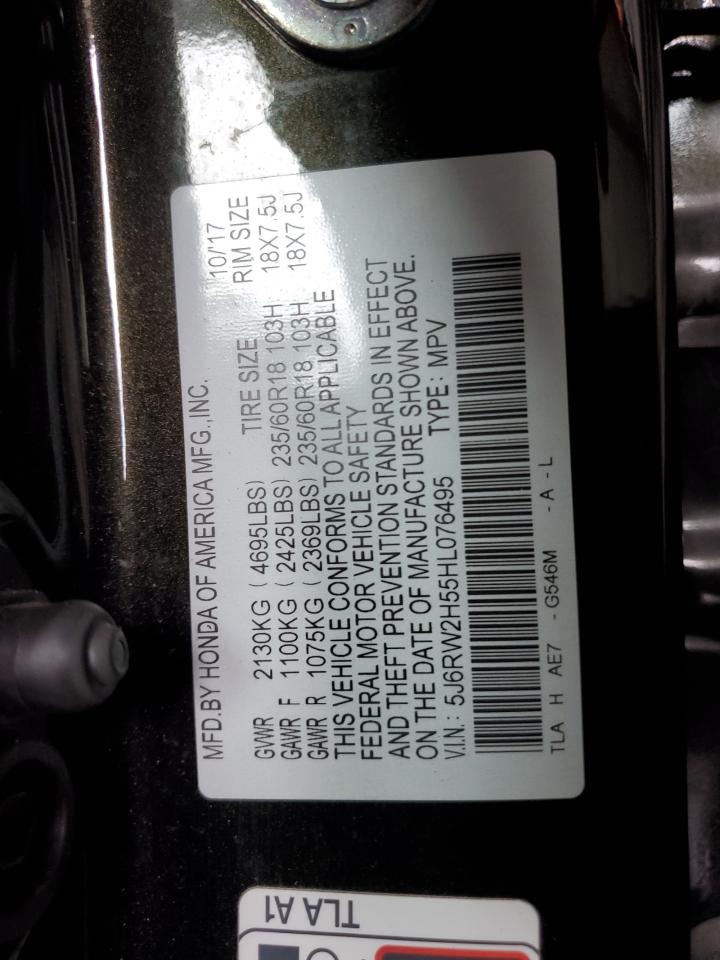 MFD.BY HONDA OF AMERICA MFG.,INC. 10/'17
GVWR 2130KG ( 4695LBS) TIRE SIZE RIM SIZE
GAWR F 1100KG ( 2425LBS) 235/60R18 103H 18X7.5J
GAWR R 1075KG ( 2369LBS) 235/60R18 103H 18X7.5J
THIS VEHICLE CONFORMS TO ALL APPLICABLE
FEDERAL MOTOR VEHICLE SAFETY
AND THEFT PREVENTION STANDARDS IN EFFECT
ON THE DATE OF MANUFACTURE SHOWN ABOVE.
V.I.N.: 5J6RW2H55HL076495 TYPE: MPV
TLA H AE7 - G546M - A - L
TLA A1